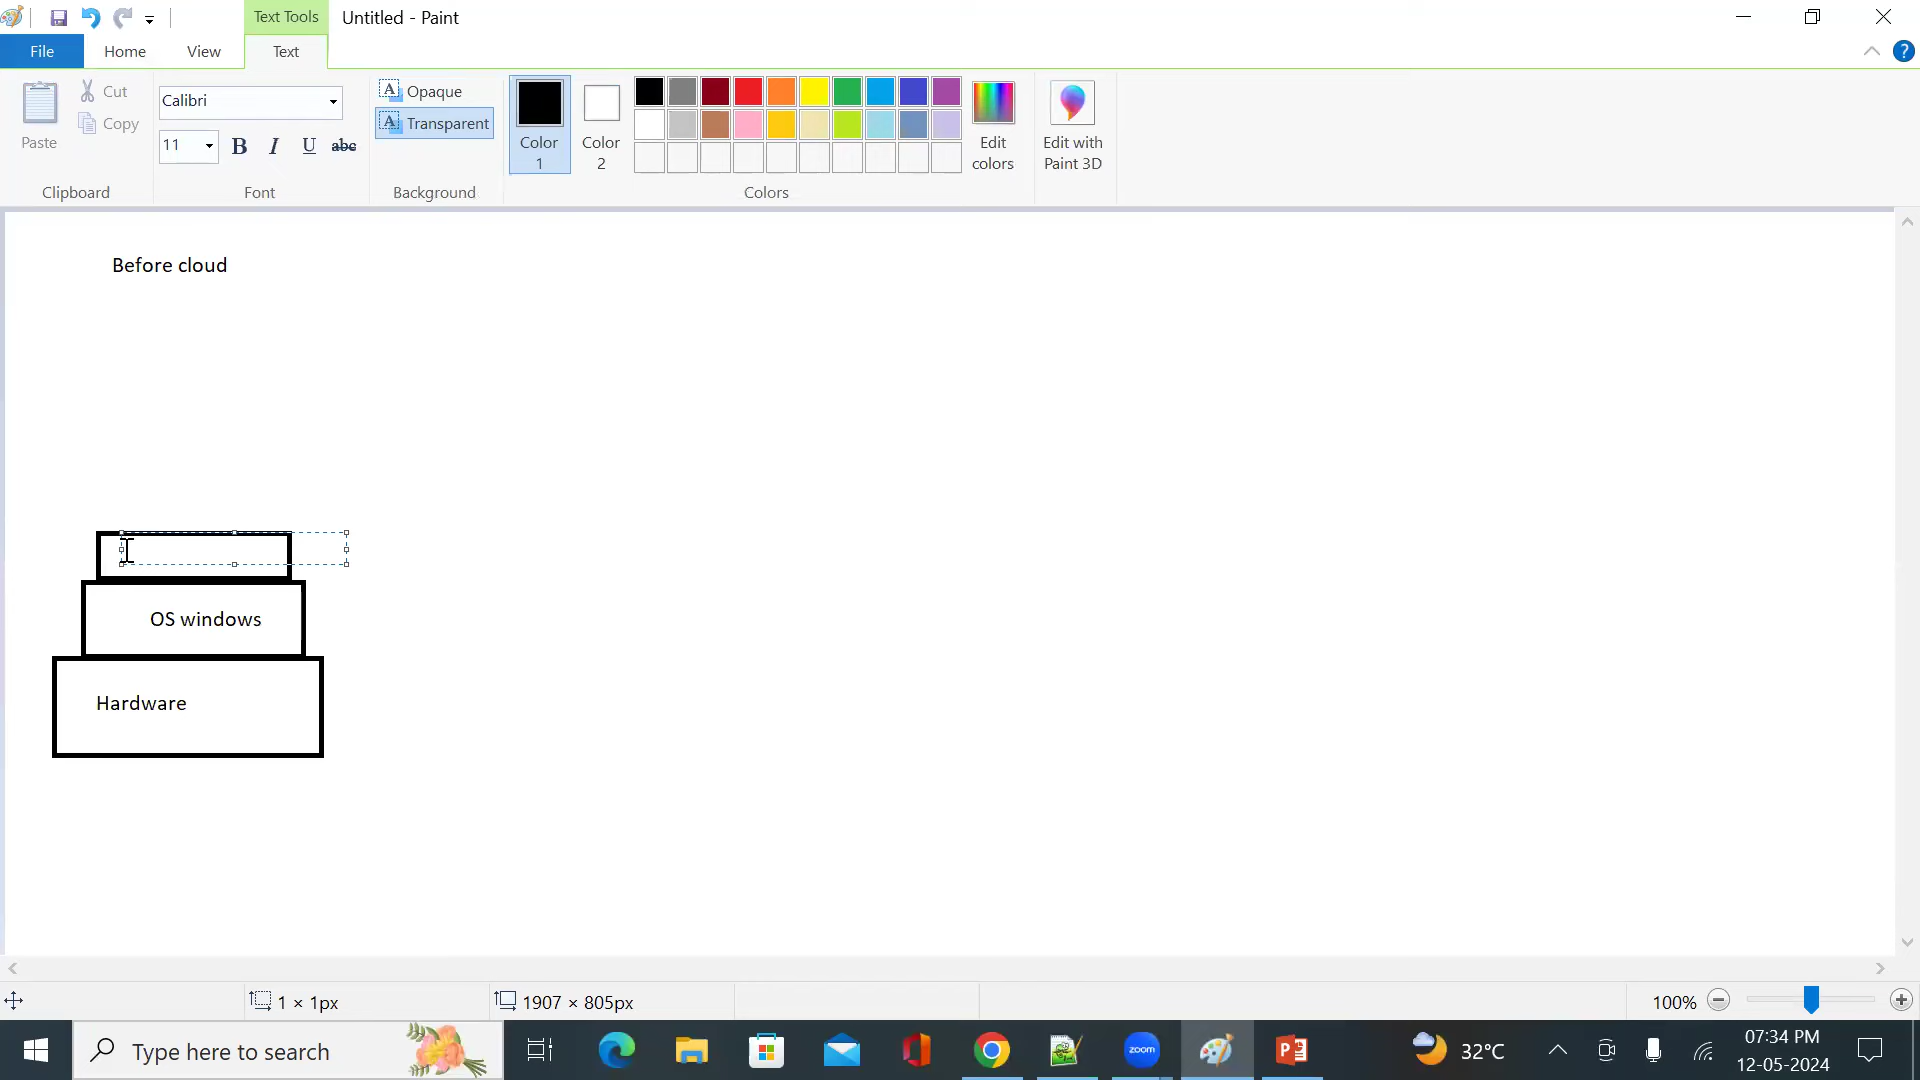 Text Tools
Untitled - Paint
File
Home
View
Text
Paste
Cut
Copy
Clipboard
Calibri
11
B
I
U
abc
Font
A Opaque
A Transparent
Background
Color 1
Color 2
Colors
Edit colors
Edit with Paint 3D
Before cloud
OS windows
Hardware
1 × 1px
1907 × 805px
100%
Type here to search
zoom
32°C
07:34 PM
12-05-2024